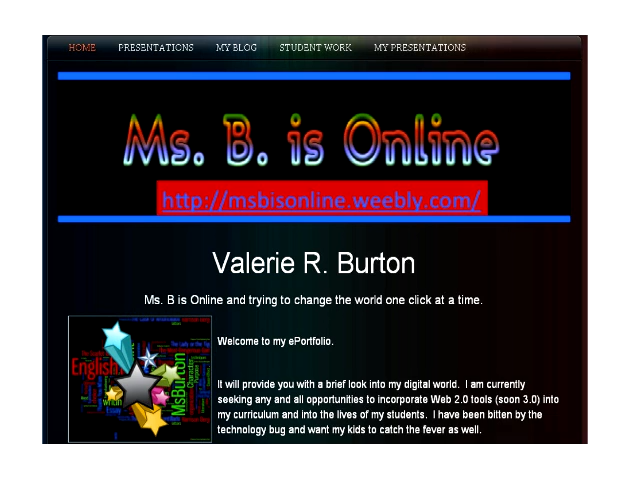 HOME PRESENTATIONS MY BLOG STUDENT WORK MY PRESENTATIONS
Ms. B. is Online
http://msbisonline.weebly.com/
Valerie R. Burton
Ms. B is Online and trying to change the world one click at a time.
English
MsBurton
Character
Welcome to my ePortfolio.
It will provide you with a brief look into my digital world. I am currently
seeking any and all opportunities to incorporate Web 2.0 tools (soon 3.0) into
my curriculum and into the lives of my students. I have been bitten by the
technology bug and want my kids to catch the fever as well.